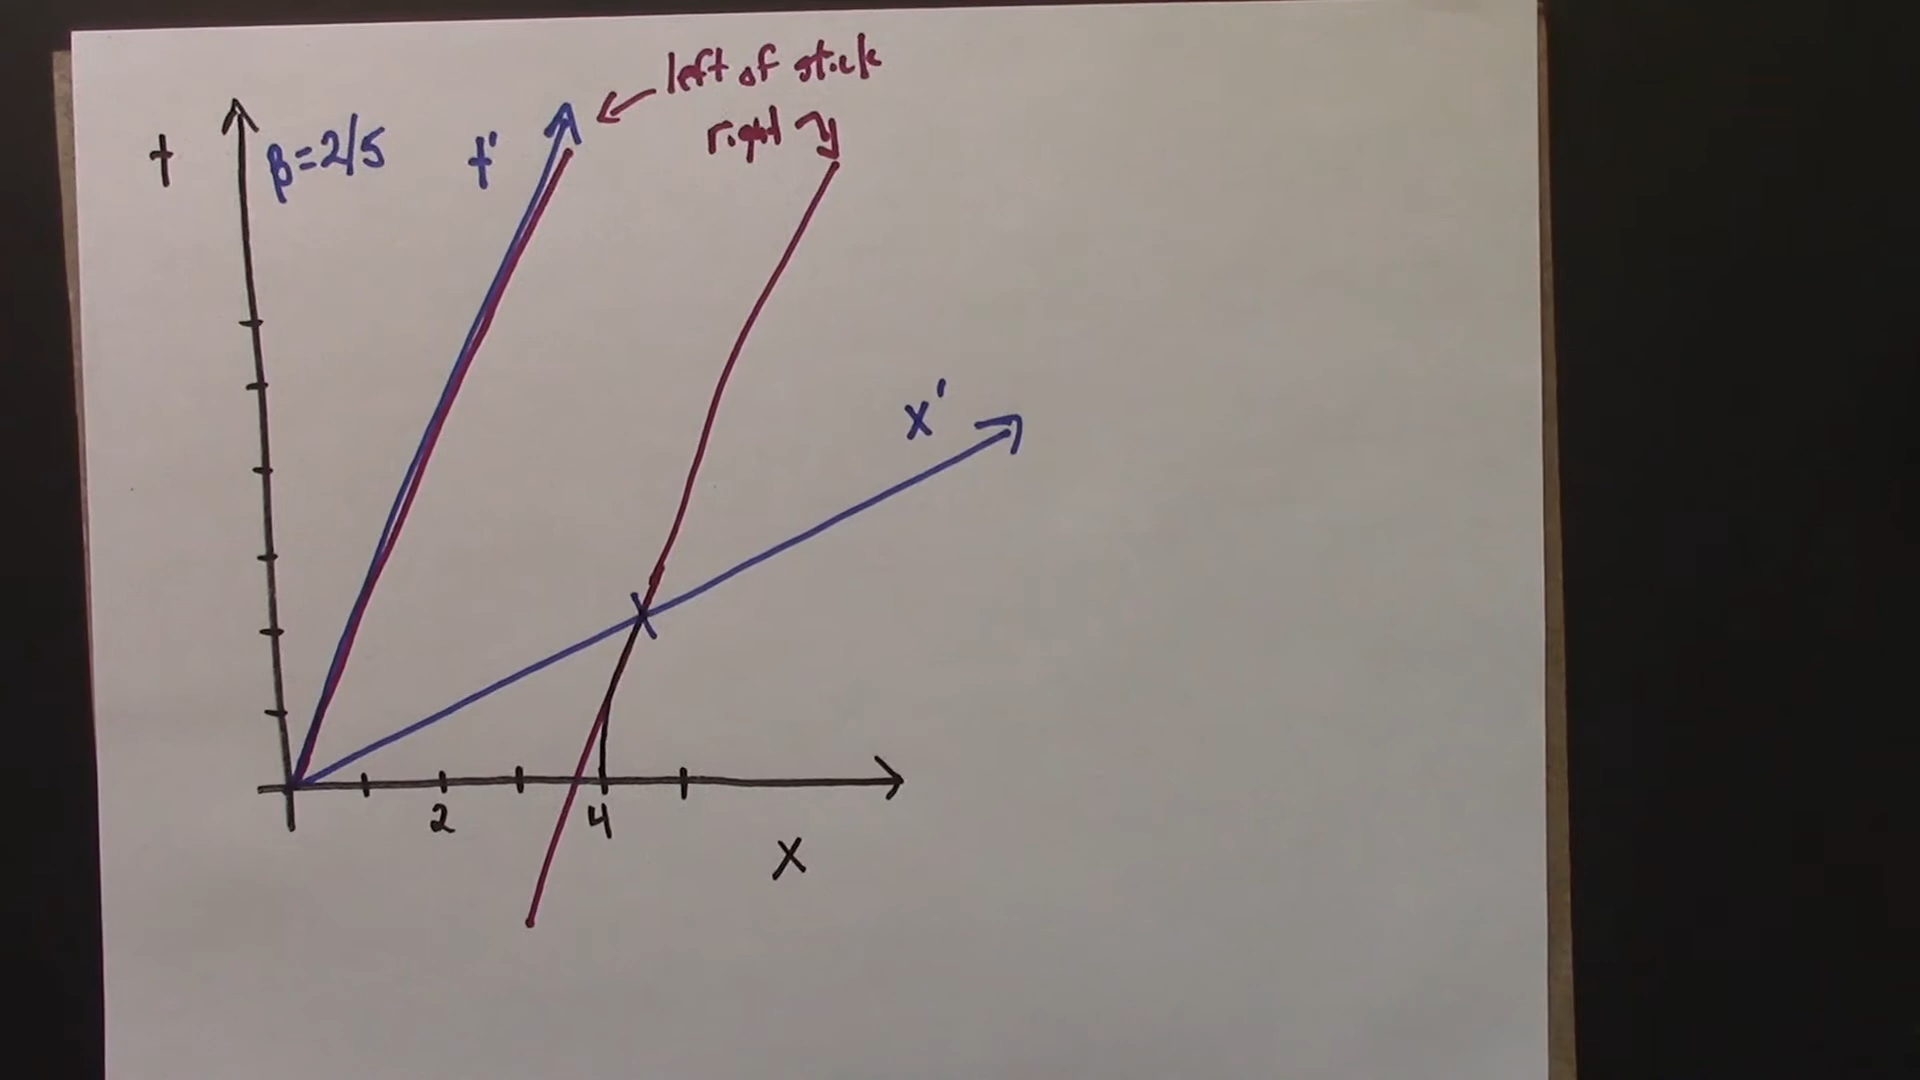 left of stick
right
t
β=2/5
t'
x'
2
4
x